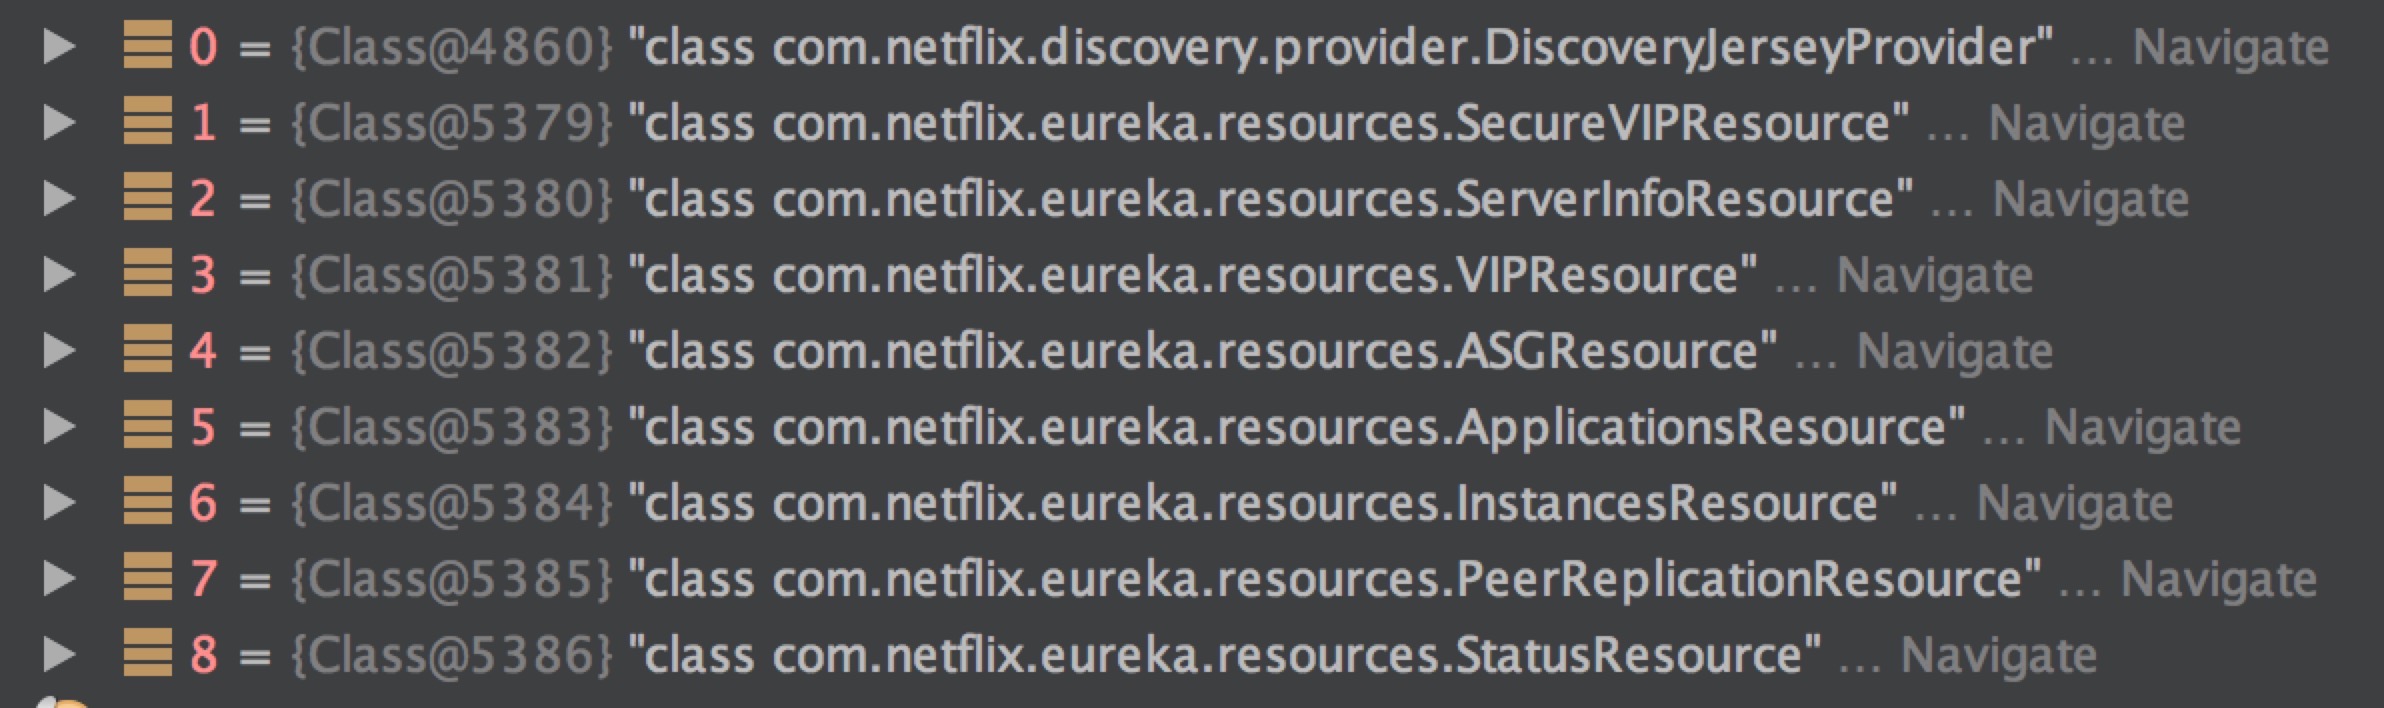 0 = {Class@4860} "class com.netflix.discovery.provider.DiscoveryJerseyProvider" ... Navigate
1 = {Class@5379} "class com.netflix.eureka.resources.SecureVIPResource" ... Navigate
2 = {Class@5380} "class com.netflix.eureka.resources.ServerInfoResource" ... Navigate
3 = {Class@5381} "class com.netflix.eureka.resources.VIPResource" ... Navigate
4 = {Class@5382} "class com.netflix.eureka.resources.ASGResource" ... Navigate
5 = {Class@5383} "class com.netflix.eureka.resources.ApplicationsResource" ... Navigate
6 = {Class@5384} "class com.netflix.eureka.resources.InstancesResource" ... Navigate
7 = {Class@5385} "class com.netflix.eureka.resources.PeerReplicationResource" ... Navigate
8 = {Class@5386} "class com.netflix.eureka.resources.StatusResource" ... Navigate